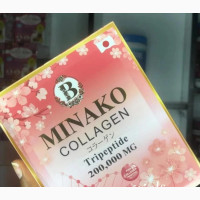 B
MINAKO
COLLAGEN
コラーゲン
Tripeptide
200,000 MG